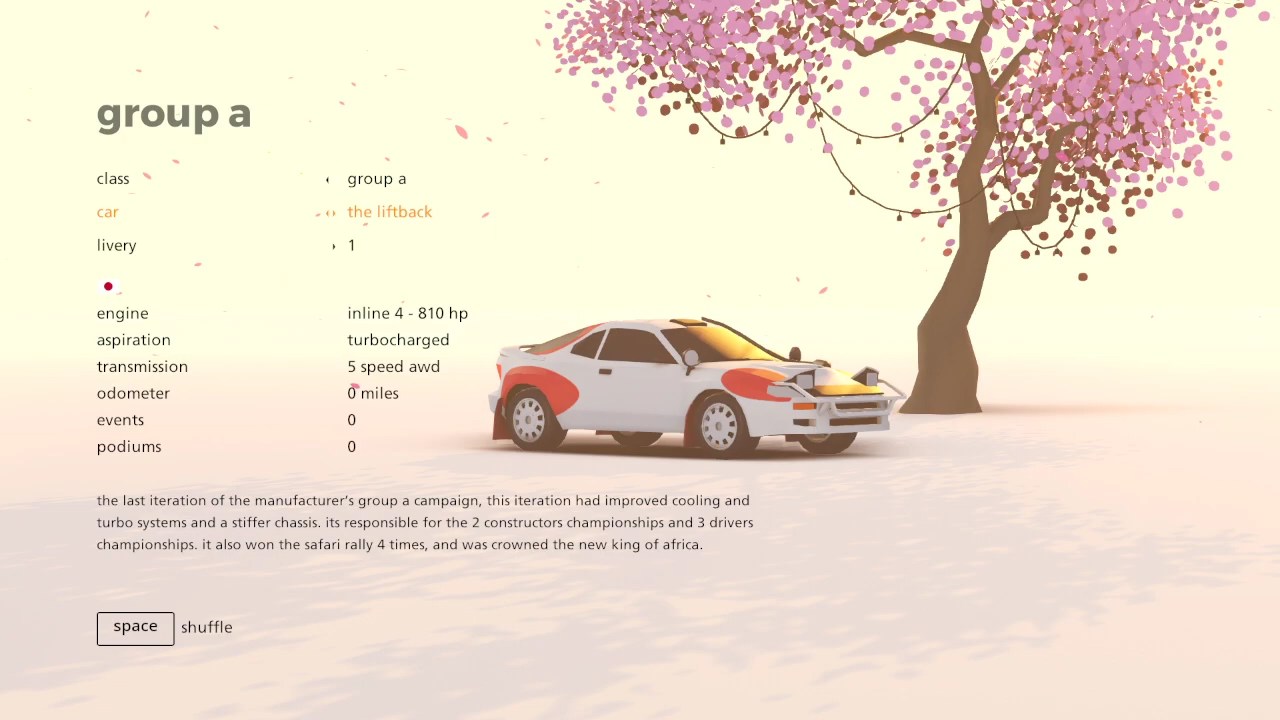 group a
class group a
car the liftback
livery 1
engine inline 4 - 810 hp
aspiration turbocharged
transmission 5 speed awd
odometer 0 miles
events 0
podiums 0
the last iteration of the manufacturer's group a campaign, this iteration had improved cooling and
turbo systems and a stiffer chassis. its responsible for the 2 constructors championships and 3 drivers
championships. it also won the safari rally 4 times, and was crowned the new king of africa.
space shuffle